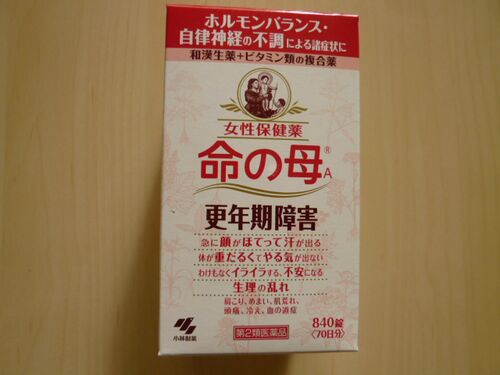 ホルモンバランス・
自律神経の不調による諸症状に
和漢生薬+ビタミン類の複合薬
女性保健薬
命の母®A
更年期障害
急に顔がほてって汗が出る
体が重だるくてやる気が出ない
わけもなくイライラする、不安になる
生理の乱れ
肩こり、めまい、肌荒れ、
頭痛、冷え、血の道症
小林製薬
第2類医薬品
840錠
〈70日分〉